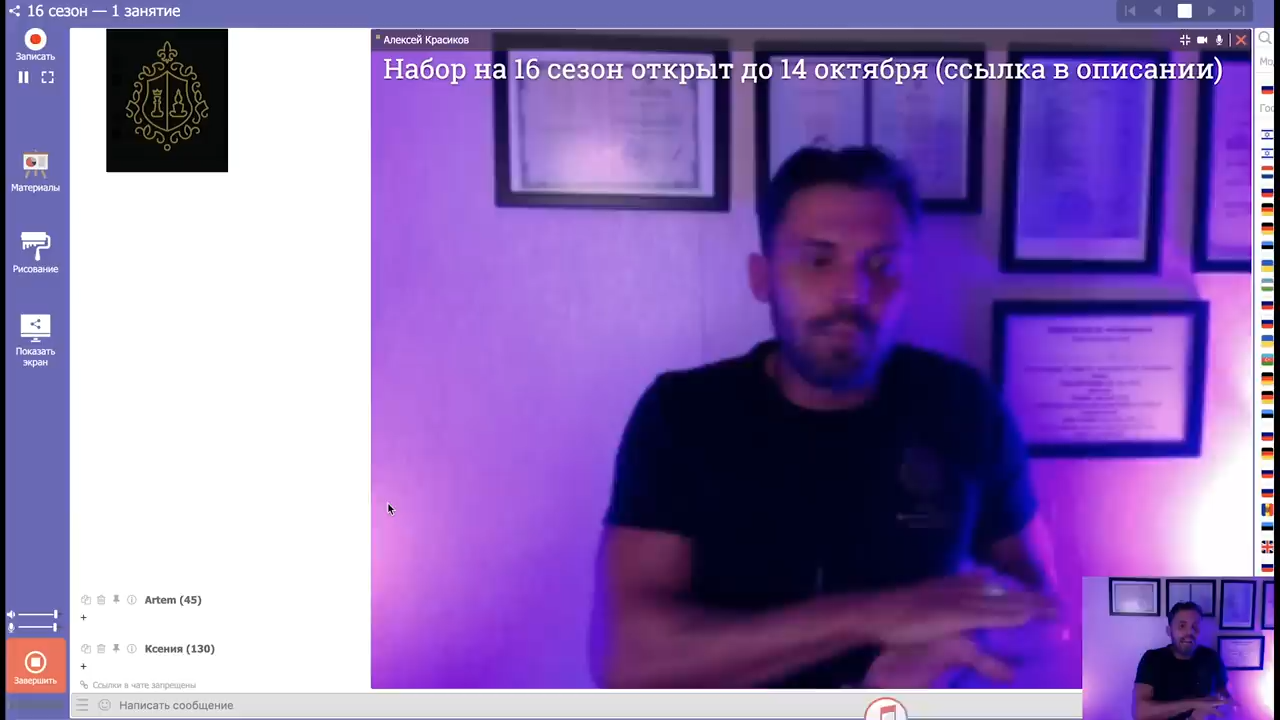 16 сезон — 1 занятие
Записать
Материалы
Рисование
Показать
экран
Завершить
Алексей Красиков
Набор на 16 сезон открыт до 14 октября (ссылка в описании)
Artem (45)
+
Ксения (130)
+
Ссылки в чате запрещены
Написать сообщение